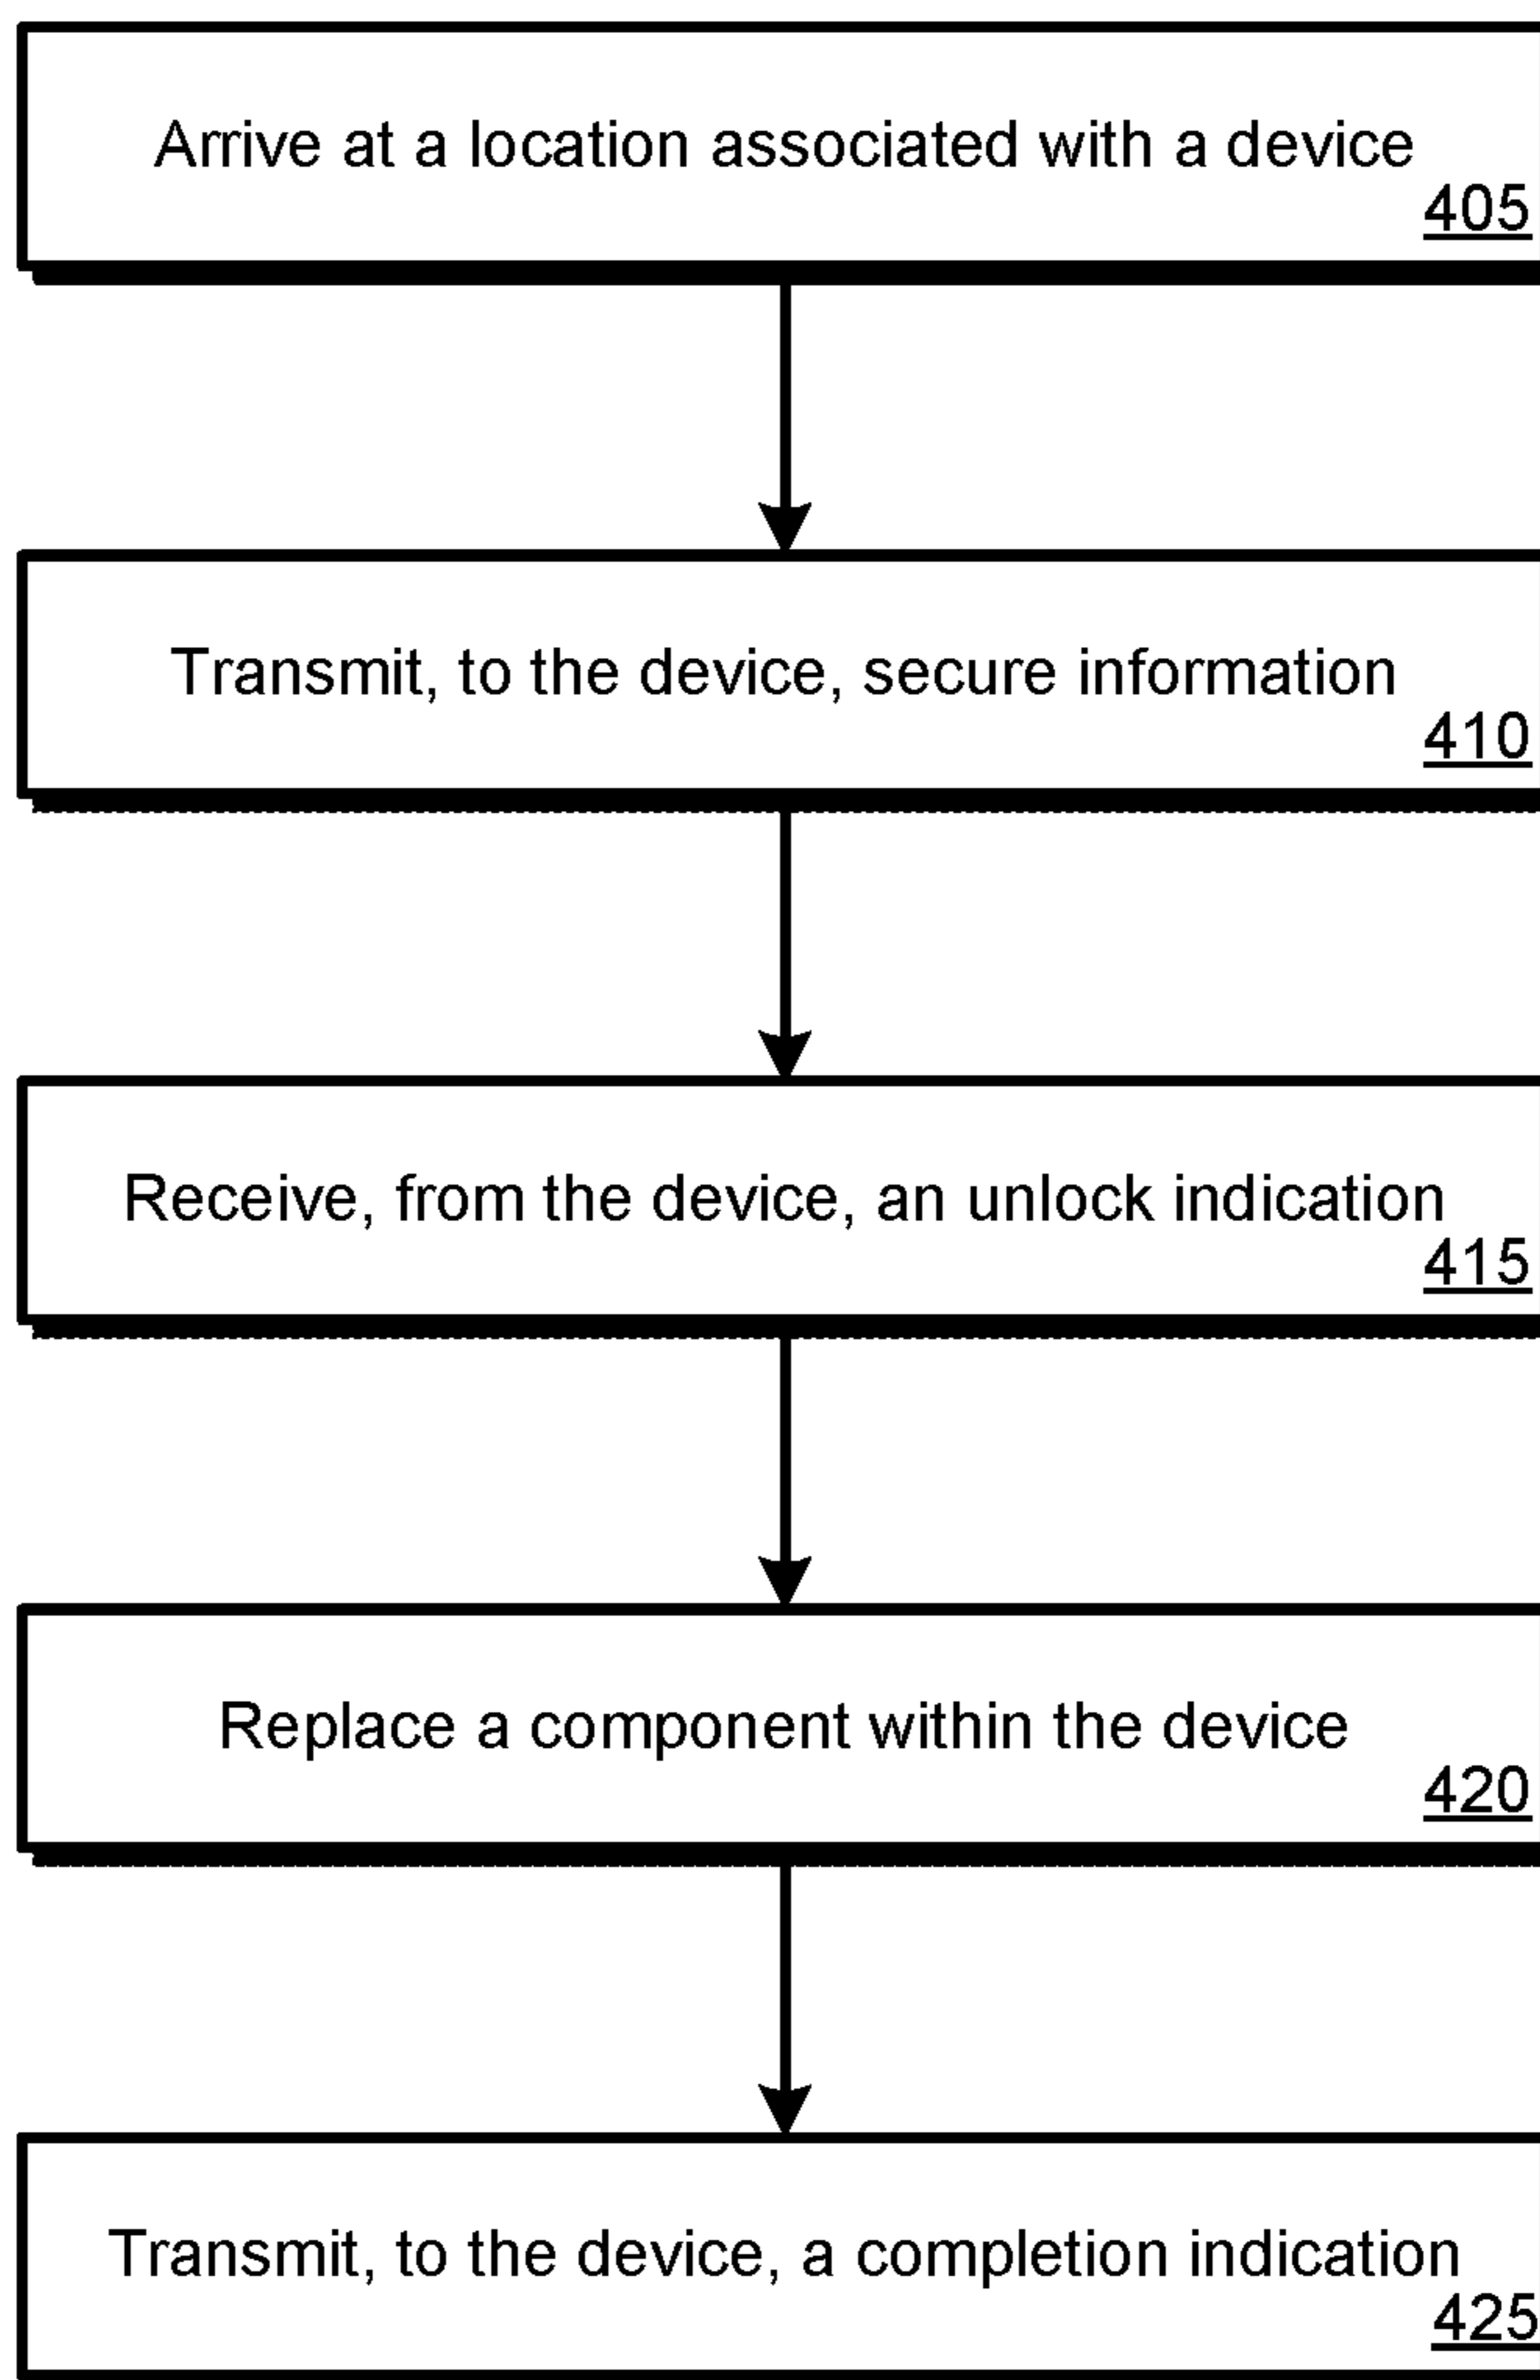 Arrive at a location associated with a device
405
Transmit, to the device, secure information
410
Receive, from the device, an unlock indication
415
Replace a component within the device
420
Transmit, to the device, a completion indication
425